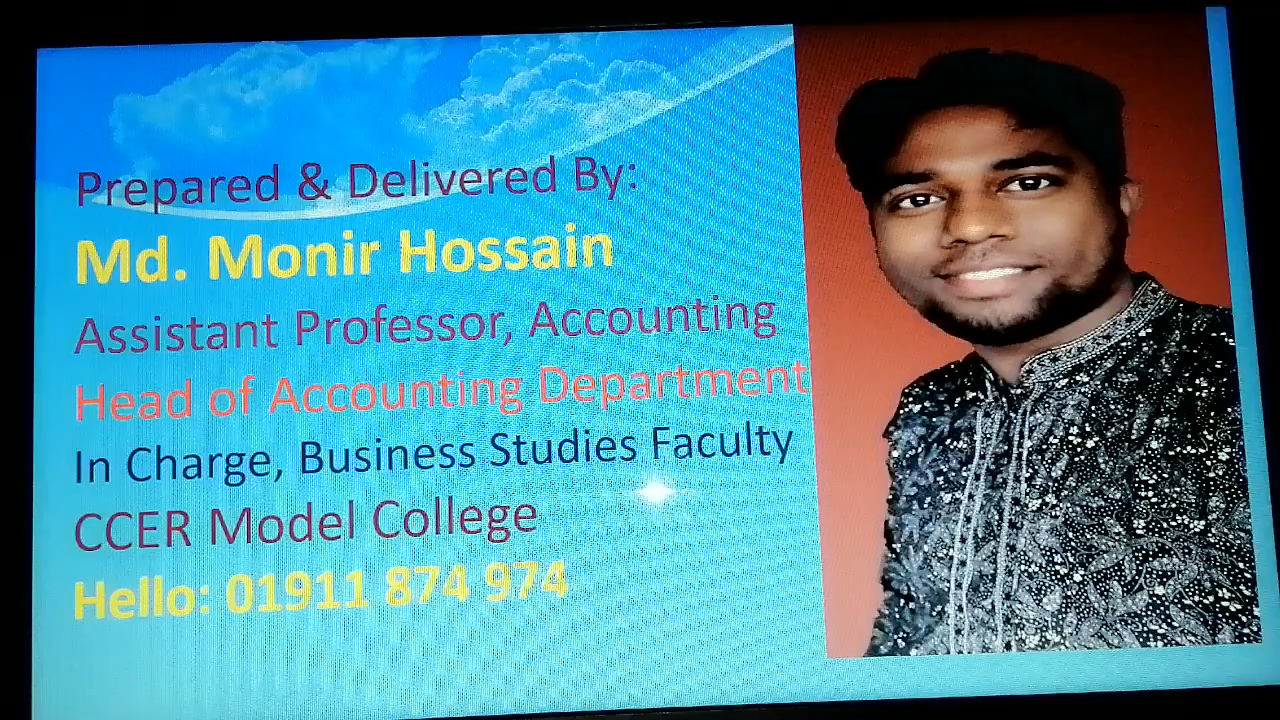 Prepared & Delivered By:
Md. Monir Hossain
Assistant Professor, Accounting
Head of Accounting Department
In Charge, Business Studies Faculty
CCER Model College
Hello: 01911 874 974